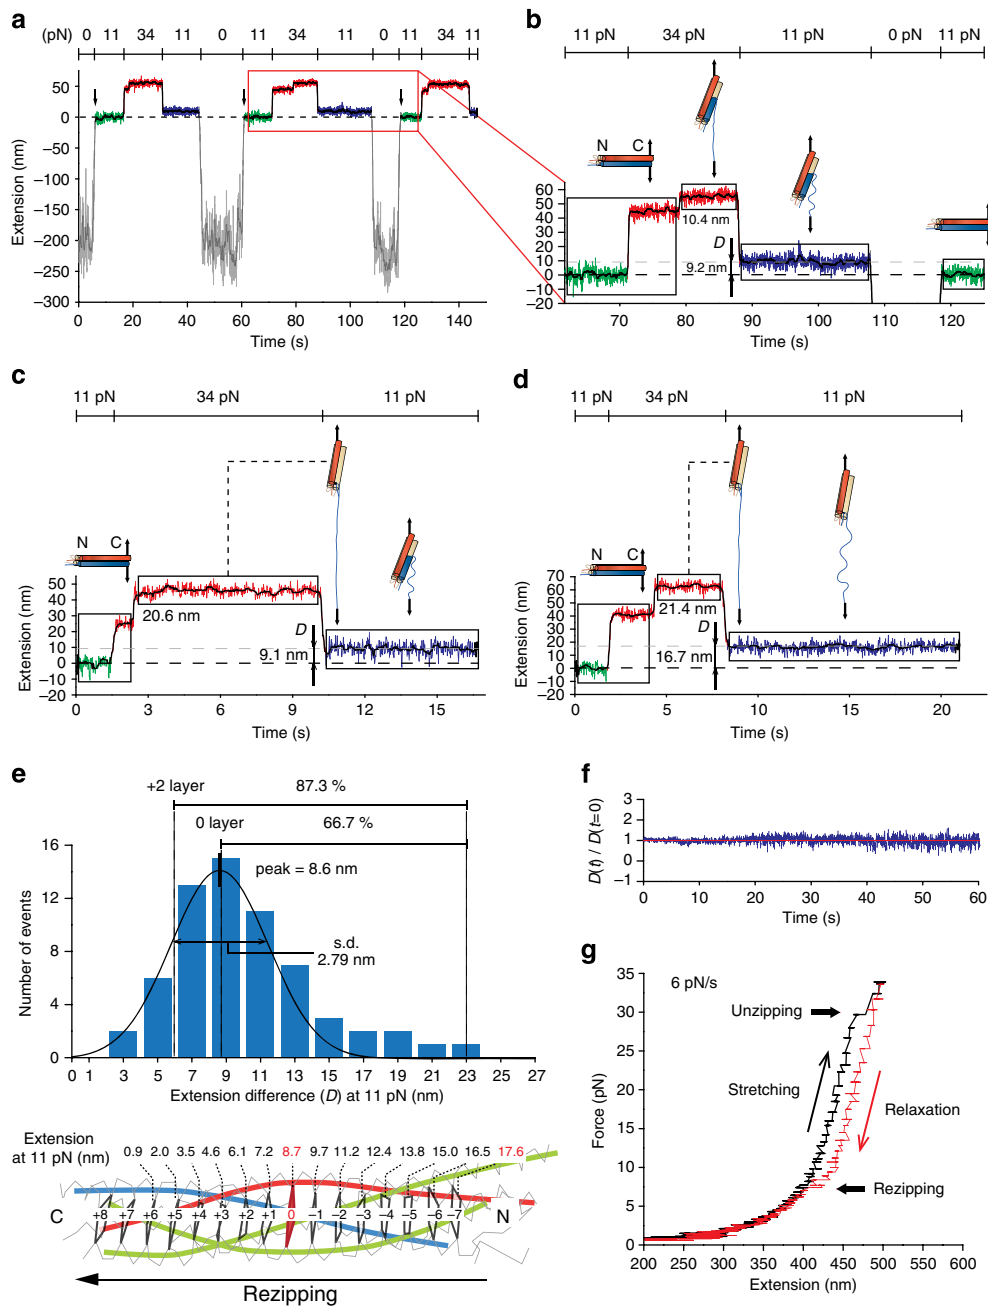 a
(pN) 0 11 34 11 0 11 34 11 0 11 34 11
Extension (nm)
50
0
−50
−100
−150
−200
−250
−300
0 20 40 60 80 100 120 140
Time (s)
b
11 pN 34 pN 11 pN 0 pN 11 pN
N C
Extension (nm)
60
50
40
30
20
10
0
−10
−20
10.4 nm
D
9.2 nm
70 80 90 100 110 120
Time (s)
c
11 pN 34 pN 11 pN
N C
Extension (nm)
50
40
30
20
10
0
−10
−20
20.6 nm
D
9.1 nm
0 3 6 9 12 15
Time (s)
d
11 pN 34 pN 11 pN
N C
Extension (nm)
70
60
50
40
30
20
10
0
−10
−20
21.4 nm
D
16.7 nm
0 5 10 15 20
Time (s)
e
+2 layer 87.3 %
0 layer 66.7 %
peak = 8.6 nm
s.d.
2.79 nm
Number of events
16
12
8
4
0
0 1 3 5 7 9 11 13 15 17 19 21 23 25 27
Extension difference (D) at 11 pN (nm)
Extension
at 11 pN (nm)
0.9 2.0 3.5 4.6 6.1 7.2 8.7 9.7 11.2 12.4 13.8 15.0 16.5 17.6
C +8 +7 +6 +5 +4 +3 +2 +1 0 −1 −2 −3 −4 −5 −6 −7 N
Rezipping
f
D(t) / D(t=0)
3
2
1
0
−1
0 10 20 30 40 50 60
Time (s)
g
6 pN/s
Unzipping
Stretching
Relaxation
Rezipping
Force (pN)
35
30
25
20
15
10
5
0
200 250 300 350 400 450 500 550 600
Extension (nm)